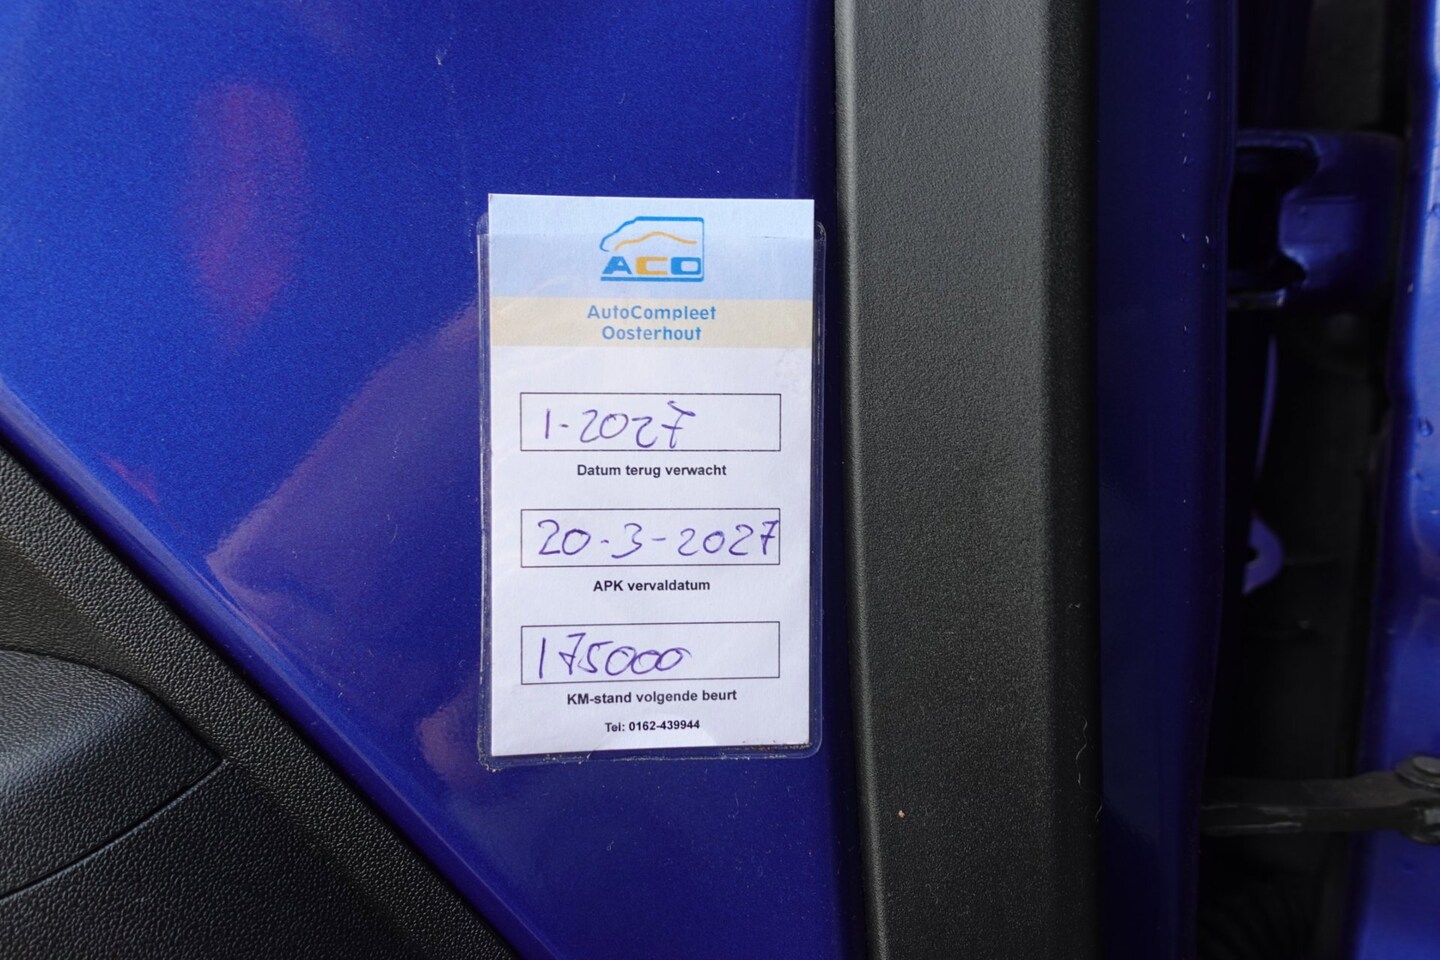 ACO
AutoCompleet
Oosterhout
1-2027
Datum terug verwacht
20-3-2027
APK vervaldatum
175000
KM-stand volgende beurt
Tel: 0162-439944